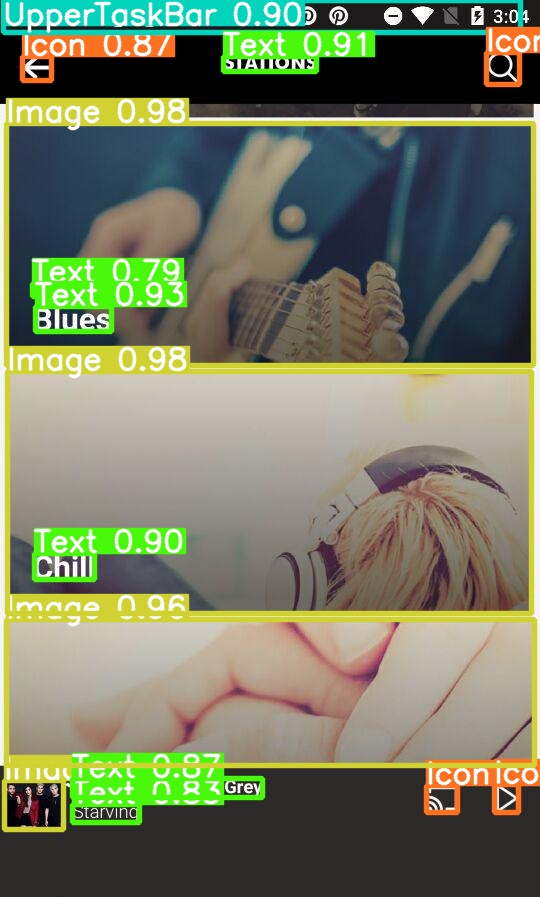 UpperTaskBar 0.90
3:04
Icon 0.87
Text 0.91
Icon
STATIONS
Image 0.98
Text 0.79
Text 0.93
Blues
Image 0.98
Text 0.90
Chill
Image 0.96
Text 0.87
Icon
Text 0.83
Grey
Starving